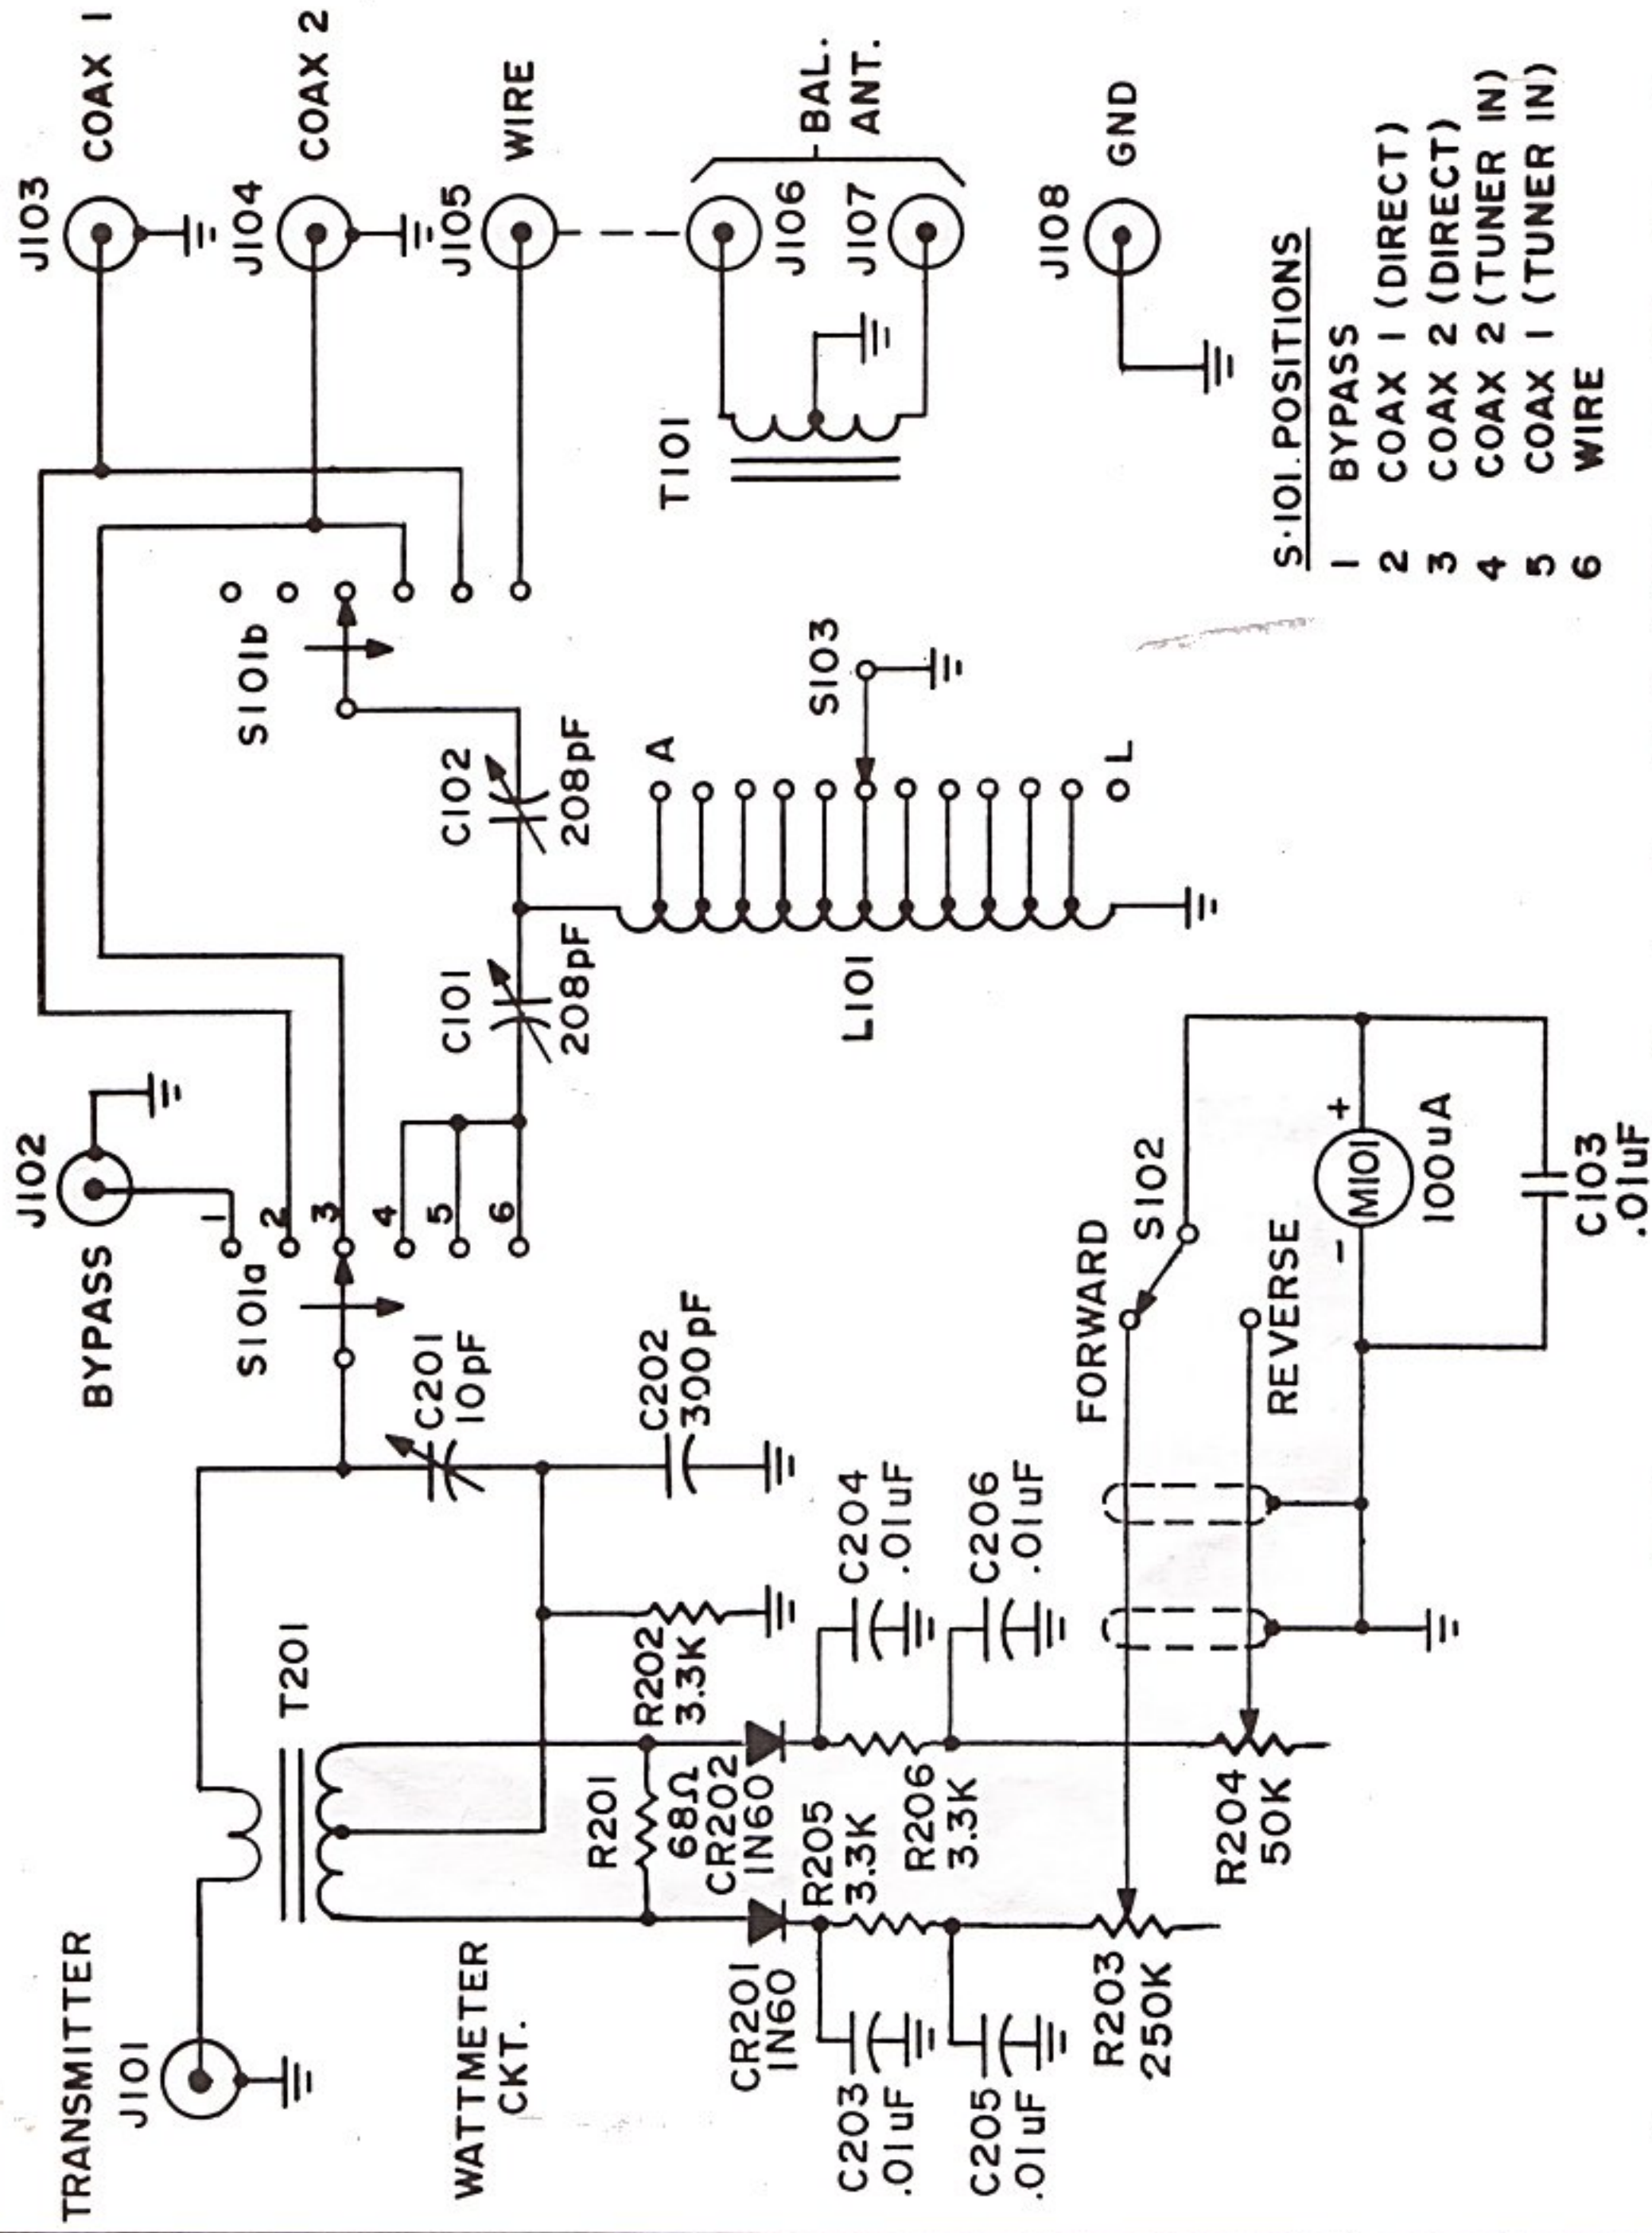 TRANSMITTER
J101
T201
WATTMETER
CKT.
R201
68Ω
R202
3.3K
CR201
1N60
CR202
1N60
C203
.01uF
R205
3.3K
C204
.01uF
C205
.01uF
R206
3.3K
C206
.01uF
R203
250K
R204
50K
C201
10pF
C202
300pF
BYPASS
J102
S101a
1
2
3
4
5
6
FORWARD
S102
REVERSE
- M101 +
100uA
C103
.01uF
C101
208pF
C102
208pF
L101
A
L
S103
S101b
T101
J103
COAX 1
J104
COAX 2
J105
WIRE
J106
J107
BAL.
ANT.
J108
GND
S·101.POSITIONS
1 BYPASS
2 COAX 1 (DIRECT)
3 COAX 2 (DIRECT)
4 COAX 2 (TUNER IN)
5 COAX 1 (TUNER IN)
6 WIRE